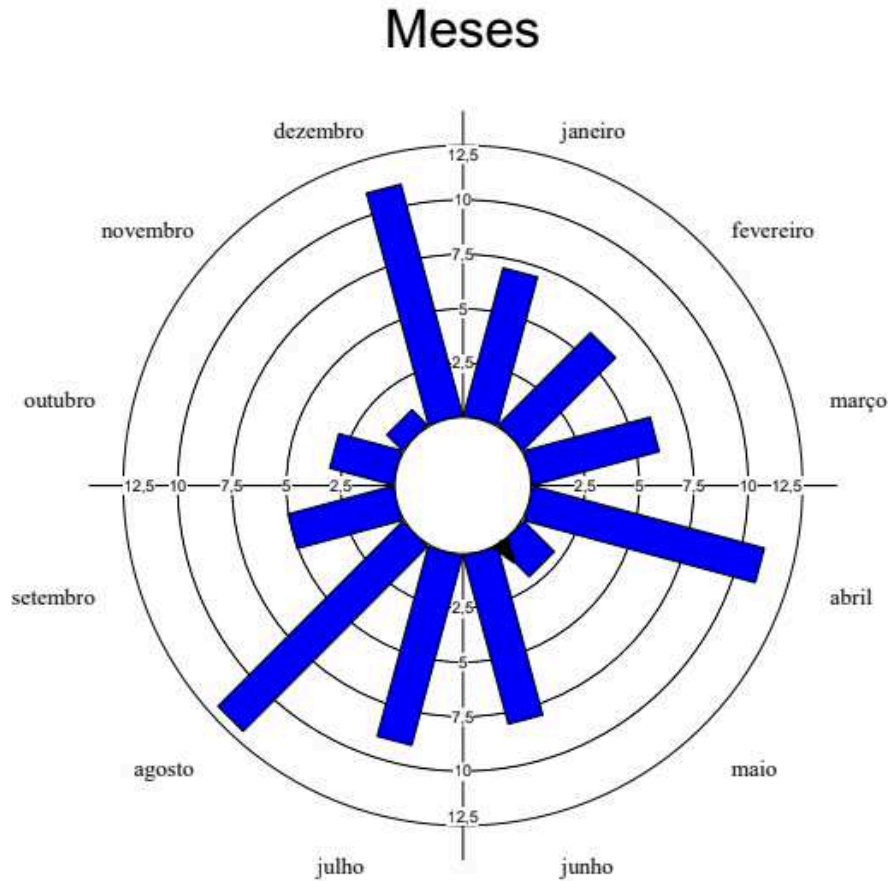 Meses
dezembro
janeiro
12,5
10
novembro
fevereiro
7,5
5
2,5
outubro
março
12,5 10 7,5 5 2,5 2,5 5 7,5 10 12,5
setembro
abril
2,5
5
7,5
agosto
maio
10
12,5
julho
junho